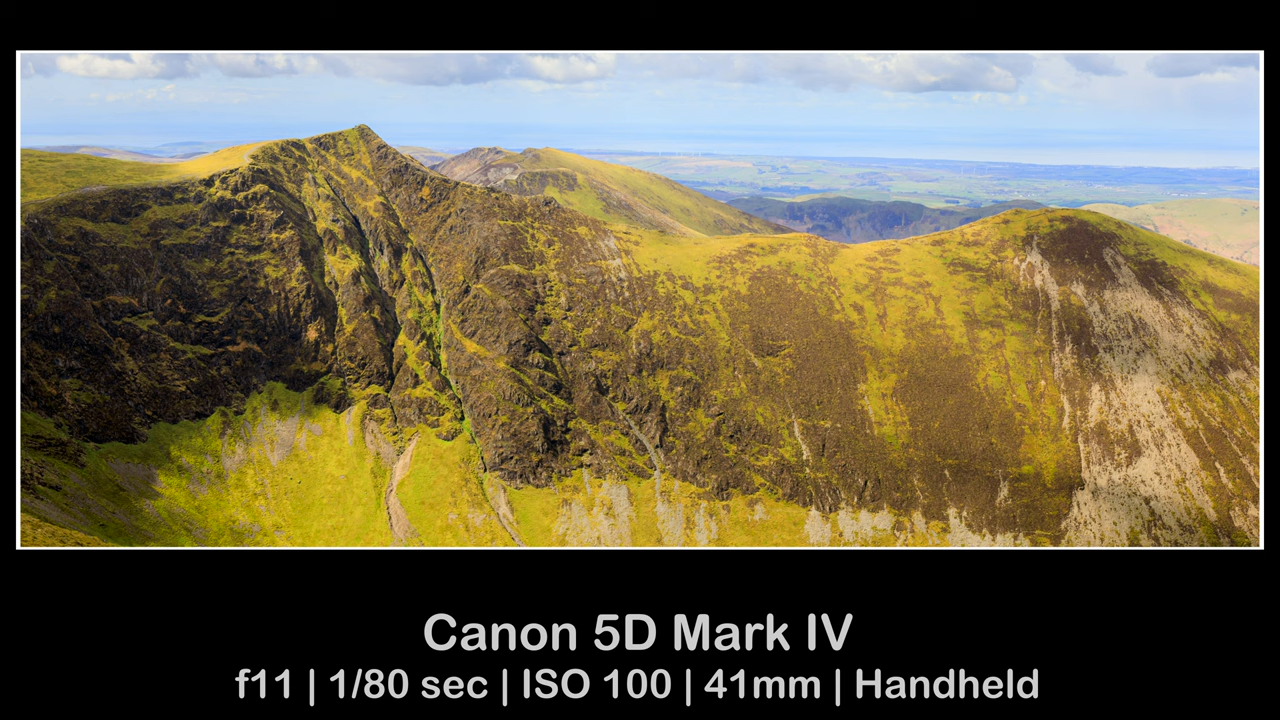 Canon 5D Mark IV
f11 | 1/80 sec | ISO 100 | 41mm | Handheld